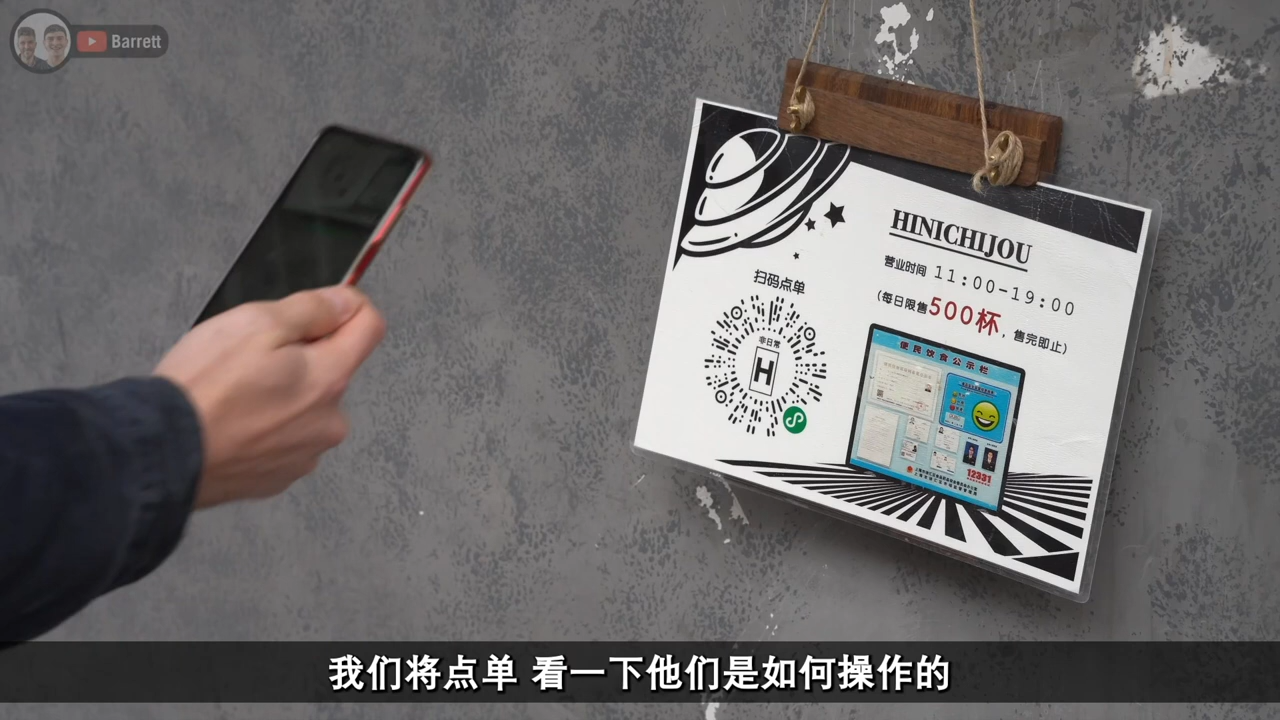 Barrett
HINICHIJOU
营业时间 11:00-19:00
(每日限售500杯,售完即止)
扫码点单
非日常
H
便民饮食公示栏
12331
我们将点单 看一下他们是如何操作的